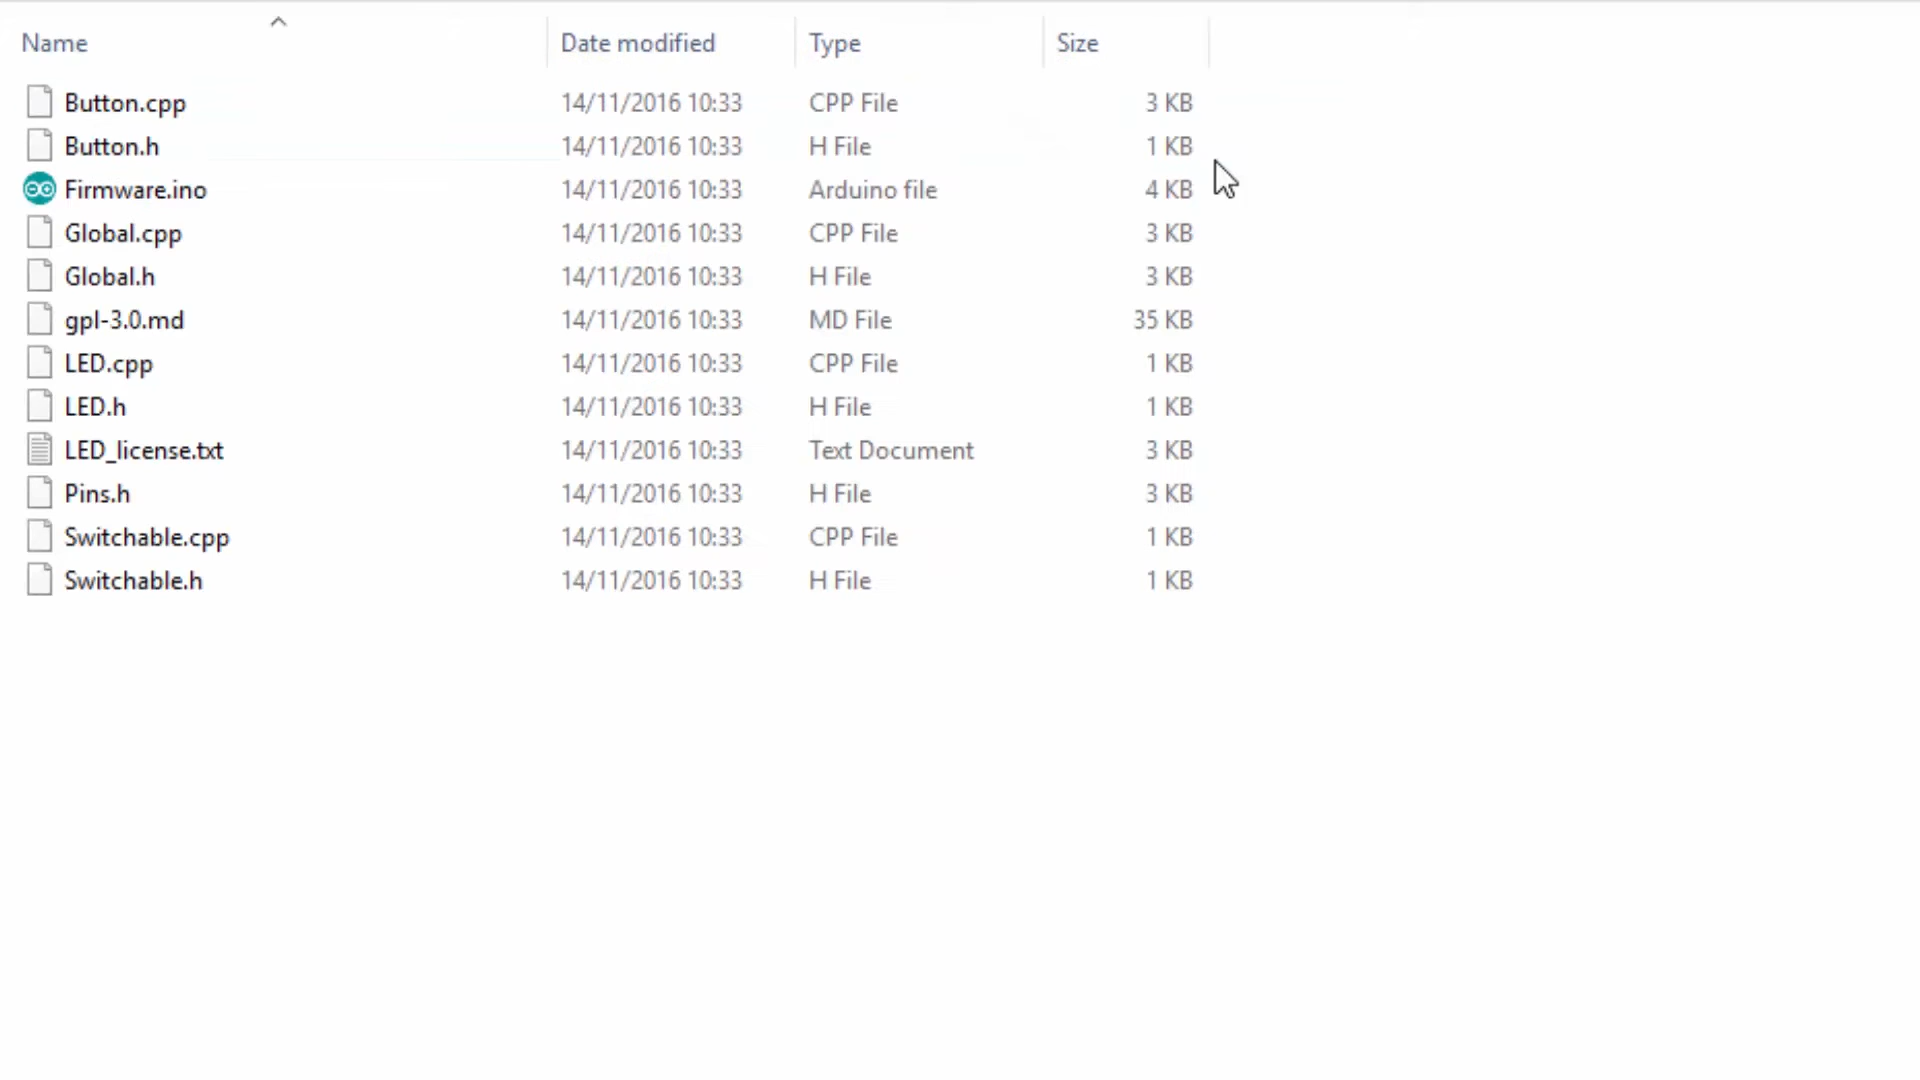 Name Date modified Type Size
Button.cpp 14/11/2016 10:33 CPP File 3 KB
Button.h 14/11/2016 10:33 H File 1 KB
Firmware.ino 14/11/2016 10:33 Arduino file 4 KB
Global.cpp 14/11/2016 10:33 CPP File 3 KB
Global.h 14/11/2016 10:33 H File 3 KB
gpl-3.0.md 14/11/2016 10:33 MD File 35 KB
LED.cpp 14/11/2016 10:33 CPP File 1 KB
LED.h 14/11/2016 10:33 H File 1 KB
LED_license.txt 14/11/2016 10:33 Text Document 3 KB
Pins.h 14/11/2016 10:33 H File 3 KB
Switchable.cpp 14/11/2016 10:33 CPP File 1 KB
Switchable.h 14/11/2016 10:33 H File 1 KB